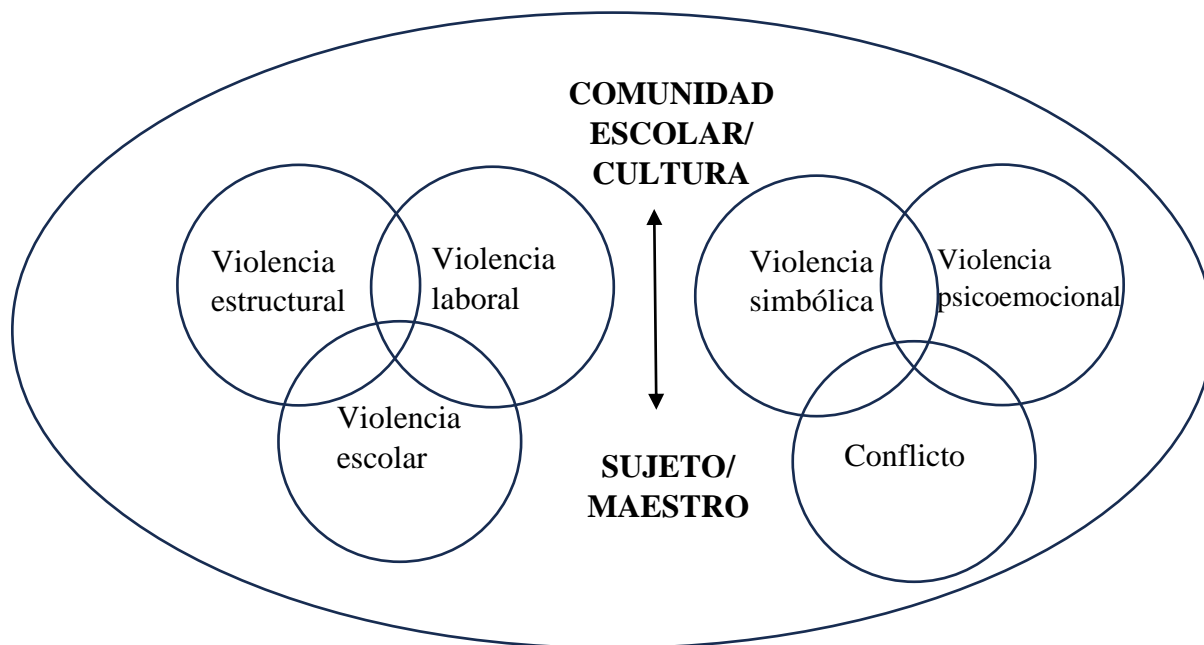 COMUNIDAD
ESCOLAR/
CULTURA
Violencia
estructural
Violencia
laboral
Violencia
escolar
Violencia
simbólica
Violencia
psicoemocional
Conflicto
SUJETO/
MAESTRO